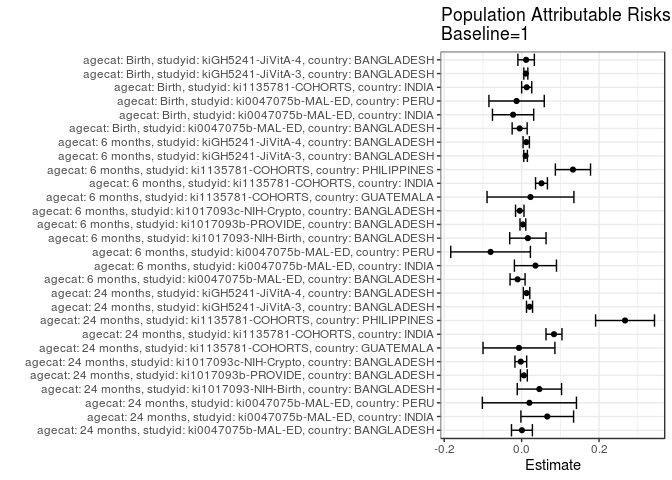 Population Attributable Risks
Baseline=1
agecat: Birth, studyid: kiGH5241-JiVitA-4, country: BANGLADESH
agecat: Birth, studyid: kiGH5241-JiVitA-3, country: BANGLADESH
agecat: Birth, studyid: ki1135781-COHORTS, country: INDIA
agecat: Birth, studyid: ki0047075b-MAL-ED, country: PERU
agecat: Birth, studyid: ki0047075b-MAL-ED, country: INDIA
agecat: Birth, studyid: ki0047075b-MAL-ED, country: BANGLADESH
agecat: 6 months, studyid: kiGH5241-JiVitA-4, country: BANGLADESH
agecat: 6 months, studyid: kiGH5241-JiVitA-3, country: BANGLADESH
agecat: 6 months, studyid: ki1135781-COHORTS, country: PHILIPPINES
agecat: 6 months, studyid: ki1135781-COHORTS, country: INDIA
agecat: 6 months, studyid: ki1135781-COHORTS, country: GUATEMALA
agecat: 6 months, studyid: ki1017093c-NIH-Crypto, country: BANGLADESH
agecat: 6 months, studyid: ki1017093b-PROVIDE, country: BANGLADESH
agecat: 6 months, studyid: ki1017093-NIH-Birth, country: BANGLADESH
agecat: 6 months, studyid: ki0047075b-MAL-ED, country: PERU
agecat: 6 months, studyid: ki0047075b-MAL-ED, country: INDIA
agecat: 6 months, studyid: ki0047075b-MAL-ED, country: BANGLADESH
agecat: 24 months, studyid: kiGH5241-JiVitA-4, country: BANGLADESH
agecat: 24 months, studyid: kiGH5241-JiVitA-3, country: BANGLADESH
agecat: 24 months, studyid: ki1135781-COHORTS, country: PHILIPPINES
agecat: 24 months, studyid: ki1135781-COHORTS, country: INDIA
agecat: 24 months, studyid: ki1135781-COHORTS, country: GUATEMALA
agecat: 24 months, studyid: ki1017093c-NIH-Crypto, country: BANGLADESH
agecat: 24 months, studyid: ki1017093b-PROVIDE, country: BANGLADESH
agecat: 24 months, studyid: ki1017093-NIH-Birth, country: BANGLADESH
agecat: 24 months, studyid: ki0047075b-MAL-ED, country: PERU
agecat: 24 months, studyid: ki0047075b-MAL-ED, country: INDIA
agecat: 24 months, studyid: ki0047075b-MAL-ED, country: BANGLADESH
-0.2 0.0 0.2
Estimate